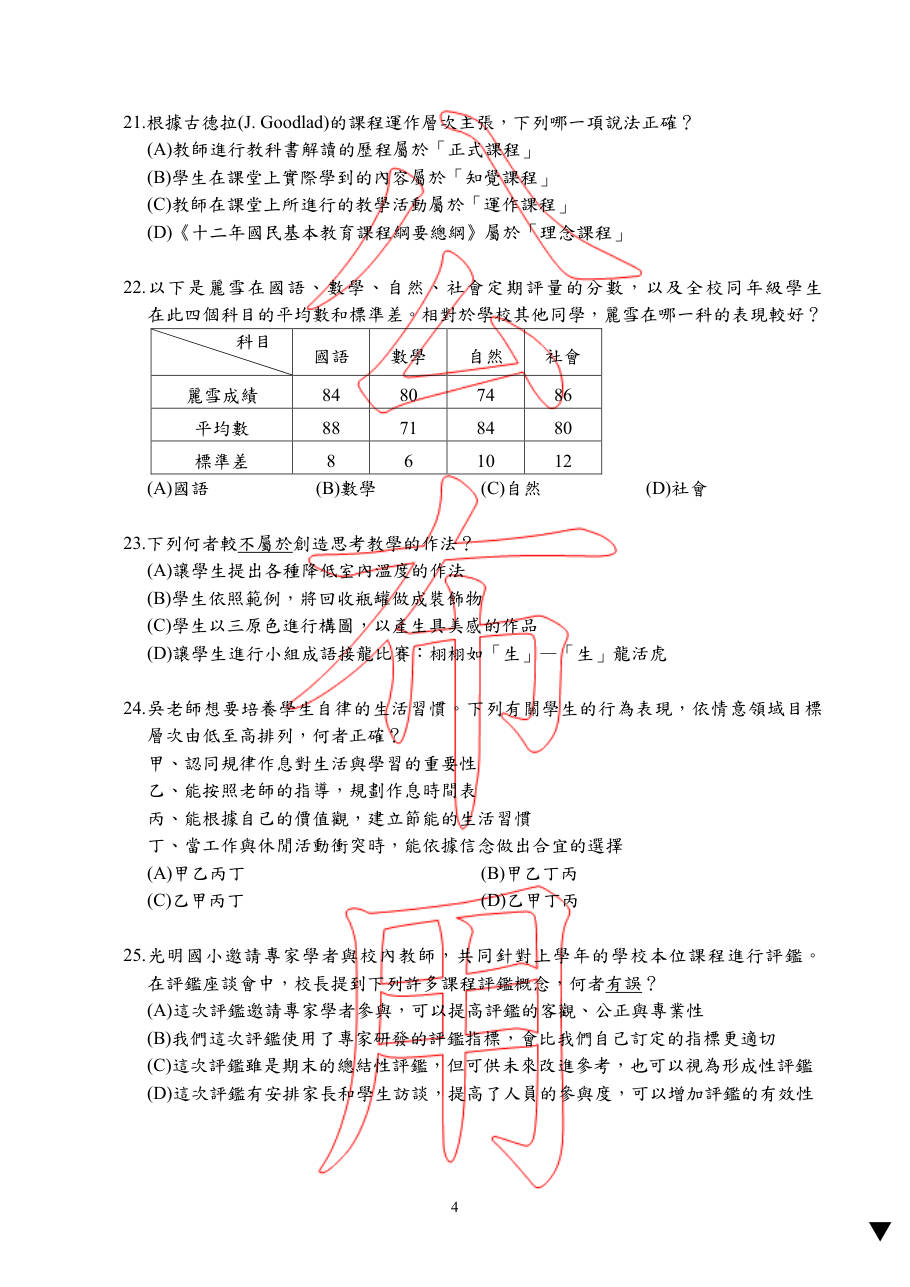 21.根據古德拉(J. Goodlad)的課程運作層次主張，下列哪一項說法正確？
(A)教師進行教科書解讀的歷程屬於「正式課程」
(B)學生在課堂上實際學到的內容屬於「知覺課程」
(C)教師在課堂上所進行的教學活動屬於「運作課程」
(D)《十二年國民基本教育課程綱要總綱》屬於「理念課程」
22.以下是麗雪在國語、數學、自然、社會定期評量的分數，以及全校同年級學生
在此四個科目的平均數和標準差。相對於學校其他同學，麗雪在哪一科的表現較好？
科目 國語 數學 自然 社會
麗雪成績 84 80 74 86
平均數 88 71 84 80
標準差 8 6 10 12
(A)國語 (B)數學 (C)自然 (D)社會
23.下列何者較不屬於創造思考教學的作法？
(A)讓學生提出各種降低室內溫度的作法
(B)學生依照範例，將回收瓶罐做成裝飾物
(C)學生以三原色進行構圖，以產生具美感的作品
(D)讓學生進行小組成語接龍比賽：栩栩如「生」—「生」龍活虎
24.吳老師想要培養學生自律的生活習慣。下列有關學生的行為表現，依情意領域目標
層次由低至高排列，何者正確？
甲、認同規律作息對生活與學習的重要性
乙、能按照老師的指導，規劃作息時間表
丙、能根據自己的價值觀，建立節能的生活習慣
丁、當工作與休閒活動衝突時，能依據信念做出合宜的選擇
(A)甲乙丙丁 (B)甲乙丁丙
(C)乙甲丙丁 (D)乙甲丁丙
25.光明國小邀請專家學者與校內教師，共同針對上學年的學校本位課程進行評鑑。
在評鑑座談會中，校長提到下列許多課程評鑑概念，何者有誤？
(A)這次評鑑邀請專家學者參與，可以提高評鑑的客觀、公正與專業性
(B)我們這次評鑑使用了專家研發的評鑑指標，會比我們自己訂定的指標更適切
(C)這次評鑑雖是期末的總結性評鑑，但可供未來改進參考，也可以視為形成性評鑑
(D)這次評鑑有安排家長和學生訪談，提高了人員的參與度，可以增加評鑑的有效性
公布用
4